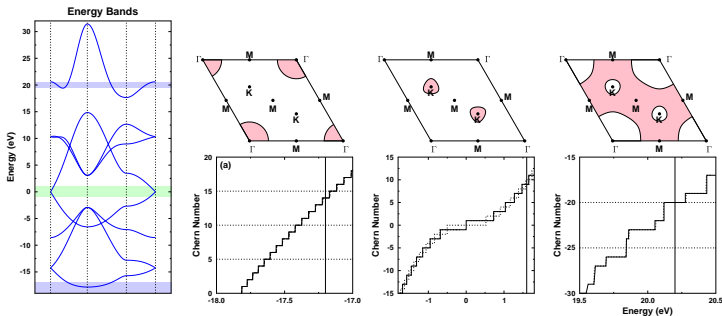 Energy Bands
Energy (eV)
30
25
20
15
10
5
0
-5
-10
-15
Γ M Γ
K
M M M
K
Γ M Γ
Γ M Γ
K
M M M
K
Γ M Γ
Γ M Γ
K
M M M
K
Γ M Γ
(a)
Chern Number
20
15
10
5
0
-18.0 -17.5 -17.0
Chern Number
15
10
5
0
-5
-10
-15
-1 0 1
Chern Number
-15
-20
-25
-30
19.5 20.0 20.5
Energy (eV)